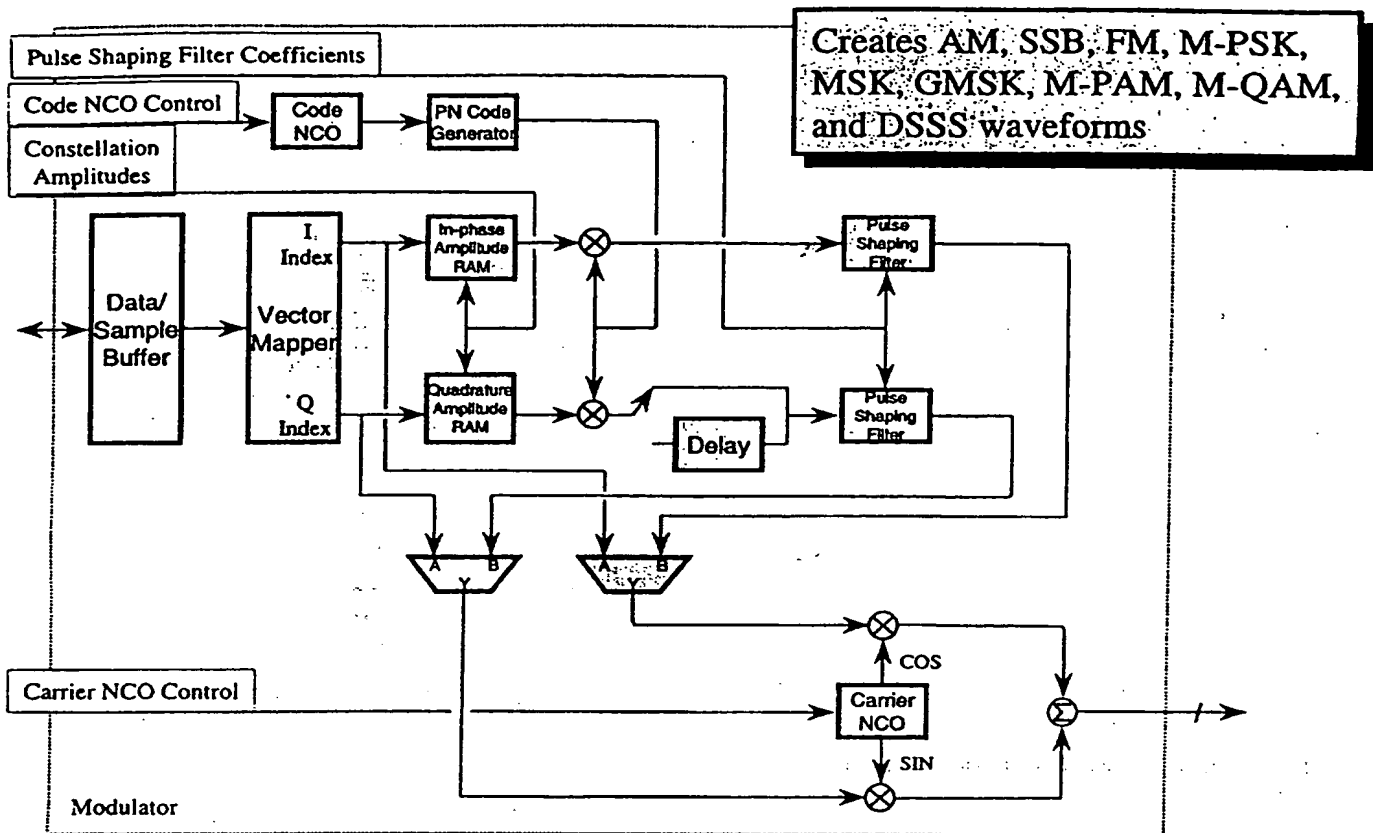 Creates AM, SSB, FM, M-PSK,
MSK, GMSK, M-PAM, M-QAM,
and DSSS waveforms
Pulse Shaping Filter Coefficients
Code NCO Control
Code
NCO
PN Code
Generator
Constellation
Amplitudes
Data/
Sample
Buffer
I
Index
Vector
Mapper
Q
Index
In-phase
Amplitude
RAM
Pulse
Shaping
Filter
Quadrature
Amplitude
RAM
Delay
Pulse
Shaping
Filter
A B
Y
A B
Y
COS
Carrier NCO Control
Carrier
NCO
Σ
SIN
Modulator